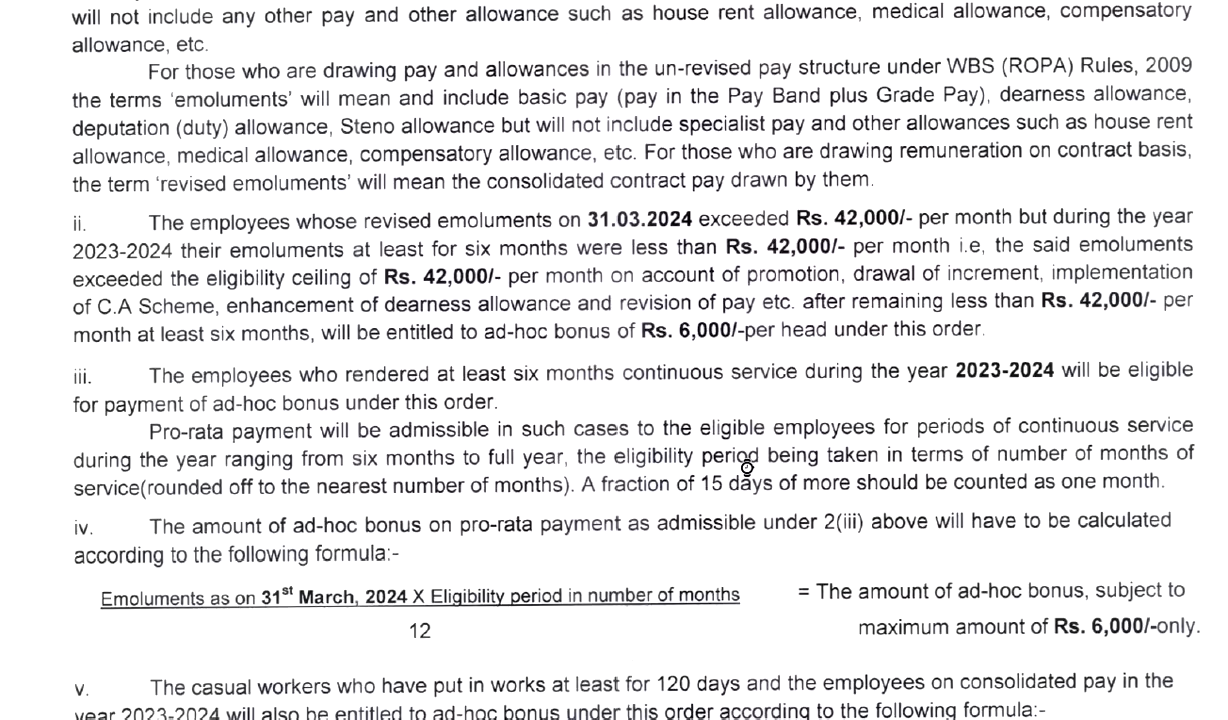 will not include any other pay and other allowance such as house rent allowance, medical allowance, compensatory
allowance, etc.
For those who are drawing pay and allowances in the un-revised pay structure under WBS (ROPA) Rules, 2009
the terms 'emoluments' will mean and include basic pay (pay in the Pay Band plus Grade Pay), dearness allowance,
deputation (duty) allowance, Steno allowance but will not include specialist pay and other allowances such as house rent
allowance, medical allowance, compensatory allowance, etc. For those who are drawing remuneration on contract basis,
the term 'revised emoluments' will mean the consolidated contract pay drawn by them.
ii. The employees whose revised emoluments on 31.03.2024 exceeded Rs. 42,000/- per month but during the year
2023-2024 their emoluments at least for six months were less than Rs. 42,000/- per month i.e, the said emoluments
exceeded the eligibility ceiling of Rs. 42,000/- per month on account of promotion, drawal of increment, implementation
of C.A Scheme, enhancement of dearness allowance and revision of pay etc. after remaining less than Rs. 42,000/- per
month at least six months, will be entitled to ad-hoc bonus of Rs. 6,000/-per head under this order.
iii. The employees who rendered at least six months continuous service during the year 2023-2024 will be eligible
for payment of ad-hoc bonus under this order.
Pro-rata payment will be admissible in such cases to the eligible employees for periods of continuous service
during the year ranging from six months to full year, the eligibility period being taken in terms of number of months of
service(rounded off to the nearest number of months). A fraction of 15 days of more should be counted as one month.
iv. The amount of ad-hoc bonus on pro-rata payment as admissible under 2(iii) above will have to be calculated
according to the following formula:-
Emoluments as on 31st March, 2024 X Eligibility period in number of months = The amount of ad-hoc bonus, subject to
12 maximum amount of Rs. 6,000/-only.
v. The casual workers who have put in works at least for 120 days and the employees on consolidated pay in the
year 2023-2024 will also be entitled to ad-hoc bonus under this order according to the following formula:-